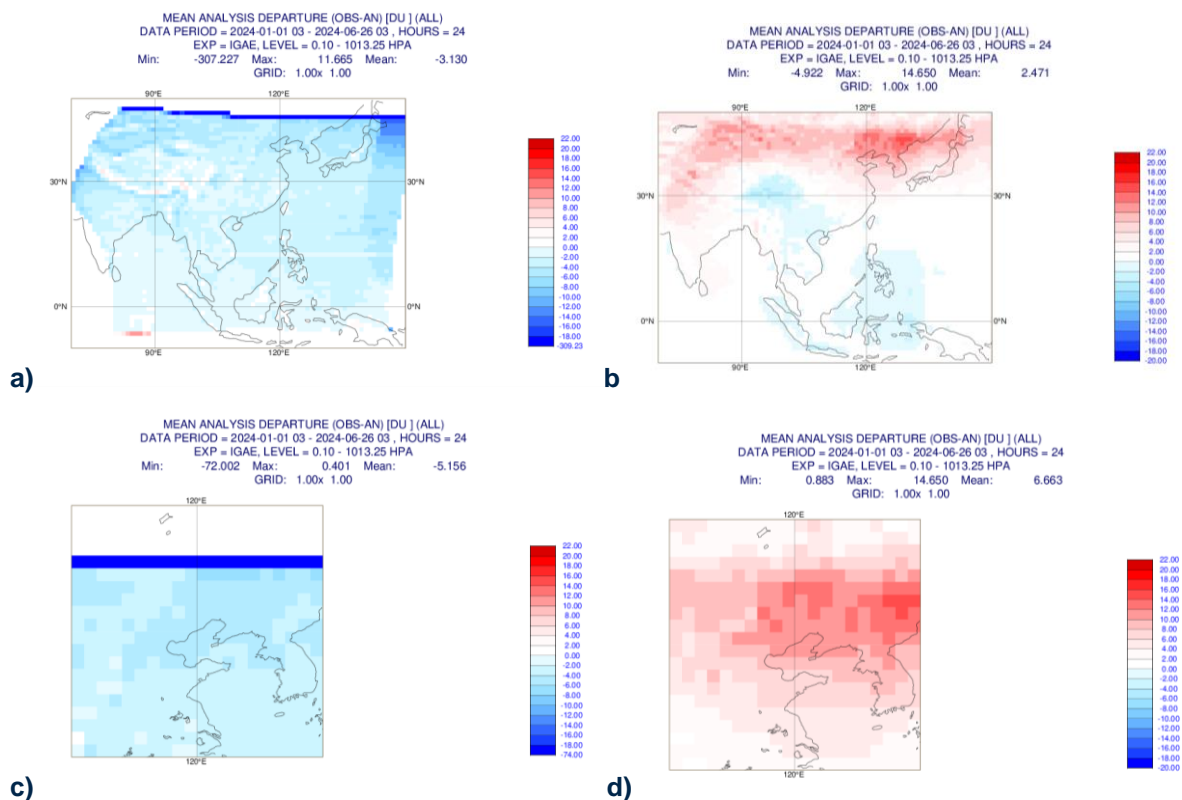 MEAN ANALYSIS DEPARTURE (OBS-AN) [DU ] (ALL)
DATA PERIOD = 2024-01-01 03 - 2024-06-26 03 , HOURS = 24
EXP = IGAE, LEVEL = 0.10 - 1013.25 HPA
Min: -307.227 Max: 11.665 Mean: -3.130
GRID: 1.00x 1.00
90°E 120°E
30°N 30°N
0°N 0°N
90°E 120°E
22.00
20.00
18.00
16.00
14.00
12.00
10.00
8.00
6.00
4.00
2.00
0.00
-2.00
-4.00
-6.00
-8.00
-10.00
-12.00
-14.00
-16.00
-18.00
-309.23
a)
MEAN ANALYSIS DEPARTURE (OBS-AN) [DU ] (ALL)
DATA PERIOD = 2024-01-01 03 - 2024-06-26 03 , HOURS = 24
EXP = IGAE, LEVEL = 0.10 - 1013.25 HPA
Min: -4.922 Max: 14.650 Mean: 2.471
GRID: 1.00x 1.00
90°E 120°E
30°N 30°N
0°N 0°N
90°E 120°E
22.00
20.00
18.00
16.00
14.00
12.00
10.00
8.00
6.00
4.00
2.00
0.00
-2.00
-4.00
-6.00
-8.00
-10.00
-12.00
-14.00
-16.00
-18.00
-20.00
b)
MEAN ANALYSIS DEPARTURE (OBS-AN) [DU ] (ALL)
DATA PERIOD = 2024-01-01 03 - 2024-06-26 03 , HOURS = 24
EXP = IGAE, LEVEL = 0.10 - 1013.25 HPA
Min: -72.002 Max: 0.401 Mean: -5.156
GRID: 1.00x 1.00
120°E
120°E
22.00
20.00
18.00
16.00
14.00
12.00
10.00
8.00
6.00
4.00
2.00
0.00
-2.00
-4.00
-6.00
-8.00
-10.00
-12.00
-14.00
-16.00
-18.00
-74.00
c)
MEAN ANALYSIS DEPARTURE (OBS-AN) [DU ] (ALL)
DATA PERIOD = 2024-01-01 03 - 2024-06-26 03 , HOURS = 24
EXP = IGAE, LEVEL = 0.10 - 1013.25 HPA
Min: 0.883 Max: 14.650 Mean: 6.663
GRID: 1.00x 1.00
120°E
120°E
22.00
20.00
18.00
16.00
14.00
12.00
10.00
8.00
6.00
4.00
2.00
0.00
-2.00
-4.00
-6.00
-8.00
-10.00
-12.00
-14.00
-16.00
-18.00
-20.00
d)